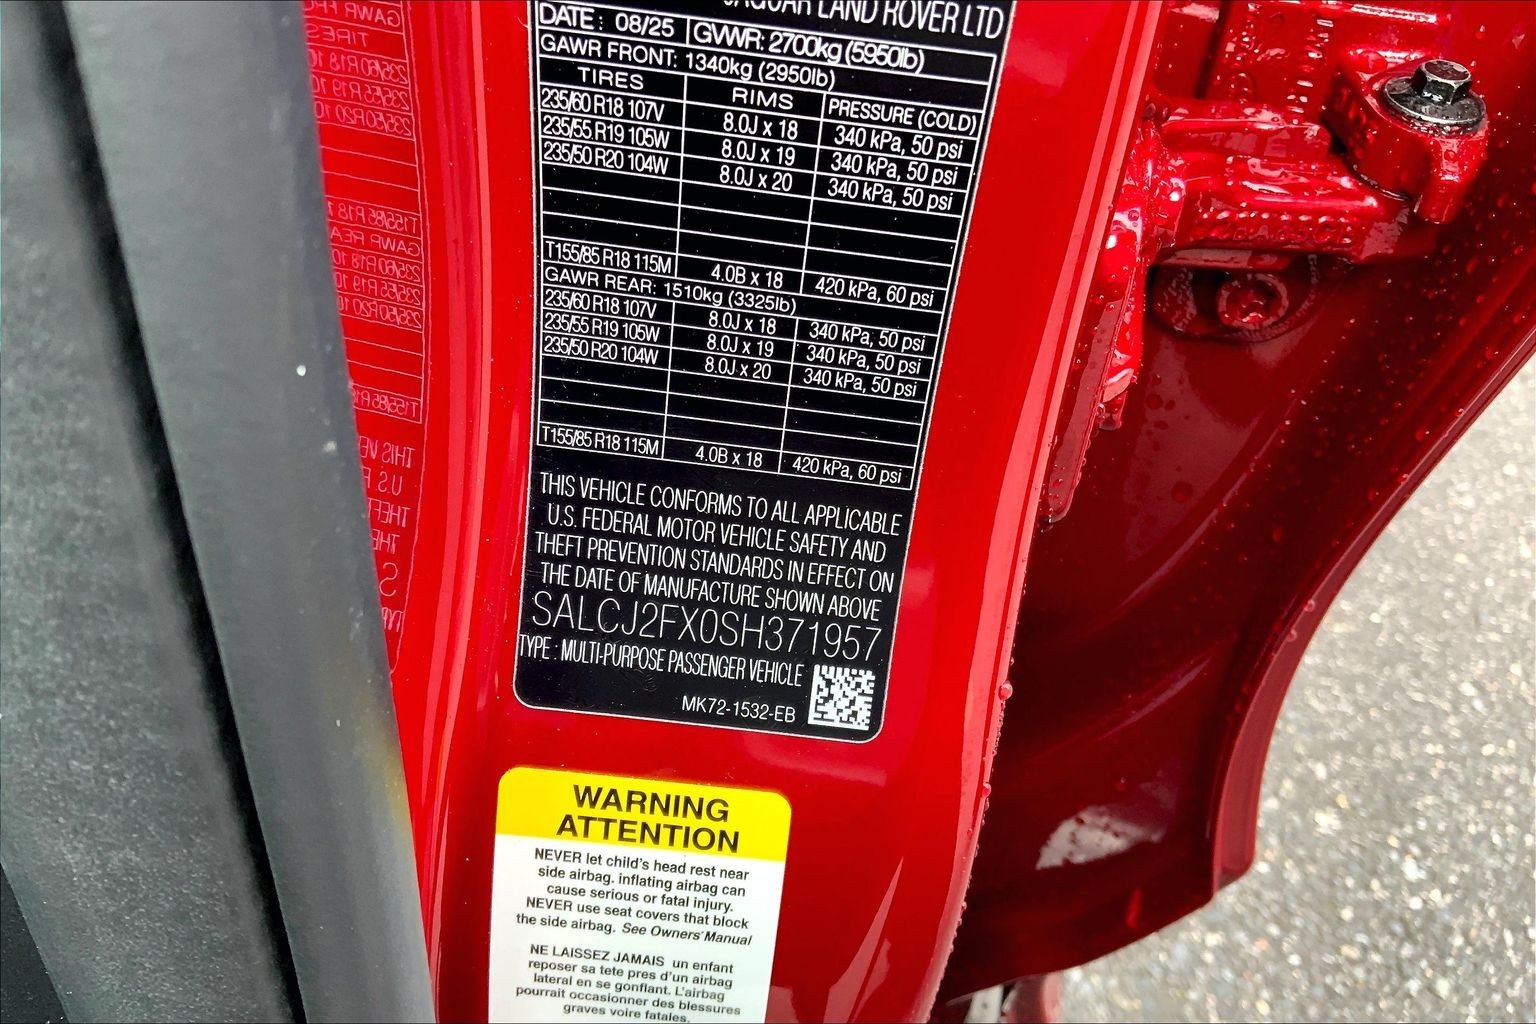 JAGUAR LAND ROVER LTD
DATE: 08/25 GVWR: 2700kg (5950lb)
GAWR FRONT: 1340kg (2950lb)
TIRES RIMS PRESSURE (COLD)
235/60 R18 107V 8.0J x 18 340 kPa, 50 psi
235/55 R19 105W 8.0J x 19 340 kPa, 50 psi
235/50 R20 104W 8.0J x 20 340 kPa, 50 psi
T155/85 R18 115M 4.0B x 18 420 kPa, 60 psi
GAWR REAR: 1510kg (3325lb)
235/60 R18 107V 8.0J x 18 340 kPa, 50 psi
235/55 R19 105W 8.0J x 19 340 kPa, 50 psi
235/50 R20 104W 8.0J x 20 340 kPa, 50 psi
T155/85 R18 115M 4.0B x 18 420 kPa, 60 psi
THIS VEHICLE CONFORMS TO ALL APPLICABLE
U.S. FEDERAL MOTOR VEHICLE SAFETY AND
THEFT PREVENTION STANDARDS IN EFFECT ON
THE DATE OF MANUFACTURE SHOWN ABOVE
SALCJ2FX0SH371957
TYPE : MULTI-PURPOSE PASSENGER VEHICLE
MK72-1532-EB
WARNING
ATTENTION
NEVER let child's head rest near
side airbag. inflating airbag can
cause serious or fatal injury.
NEVER use seat covers that block
the side airbag. See Owners' Manual
NE LAISSEZ JAMAIS un enfant
reposer sa tete pres d'un airbag
lateral en se gonflant. L'airbag
pourrait occasionner des blessures
graves voire fatales.